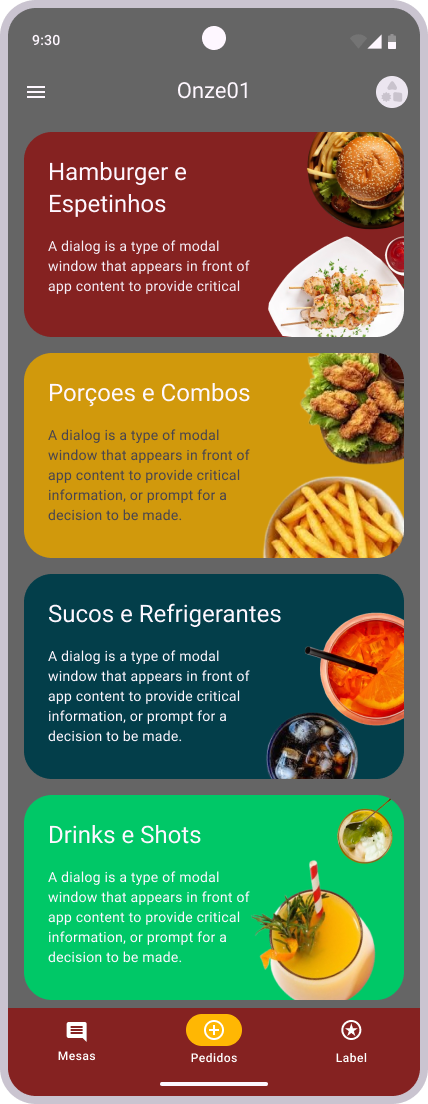 9:30
Onze01
Hamburger e
Espetinhos
A dialog is a type of modal
window that appears in front of
app content to provide critical
Porçoes e Combos
A dialog is a type of modal
window that appears in front of
app content to provide critical
information, or prompt for a
decision to be made.
Sucos e Refrigerantes
A dialog is a type of modal
window that appears in front of
app content to provide critical
information, or prompt for a
decision to be made.
Drinks e Shots
A dialog is a type of modal
window that appears in front of
app content to provide critical
information, or prompt for a
decision to be made.
Mesas
Pedidos
Label